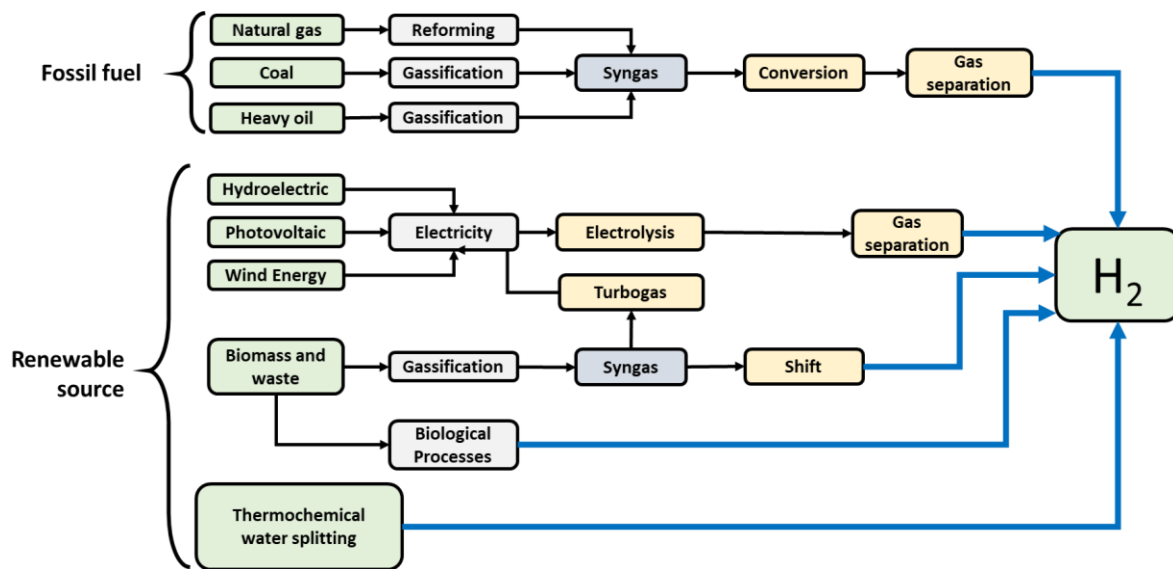 Natural gas
Reforming
Fossil fuel
Coal
Gassification
Syngas
Conversion
Gas
separation
Heavy oil
Gassification
Hydroelectric
Photovoltaic
Electricity
Electrolysis
Gas
separation
Wind Energy
Turbogas
H2
Renewable
source
Biomass and
waste
Gassification
Syngas
Shift
Biological
Processes
Thermochemical
water splitting